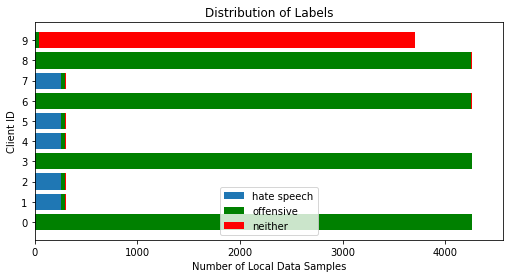 Distribution of Labels
Client ID
9
8
7
6
5
4
3
2
1
0
hate speech
offensive
neither
0 1000 2000 3000 4000
Number of Local Data Samples